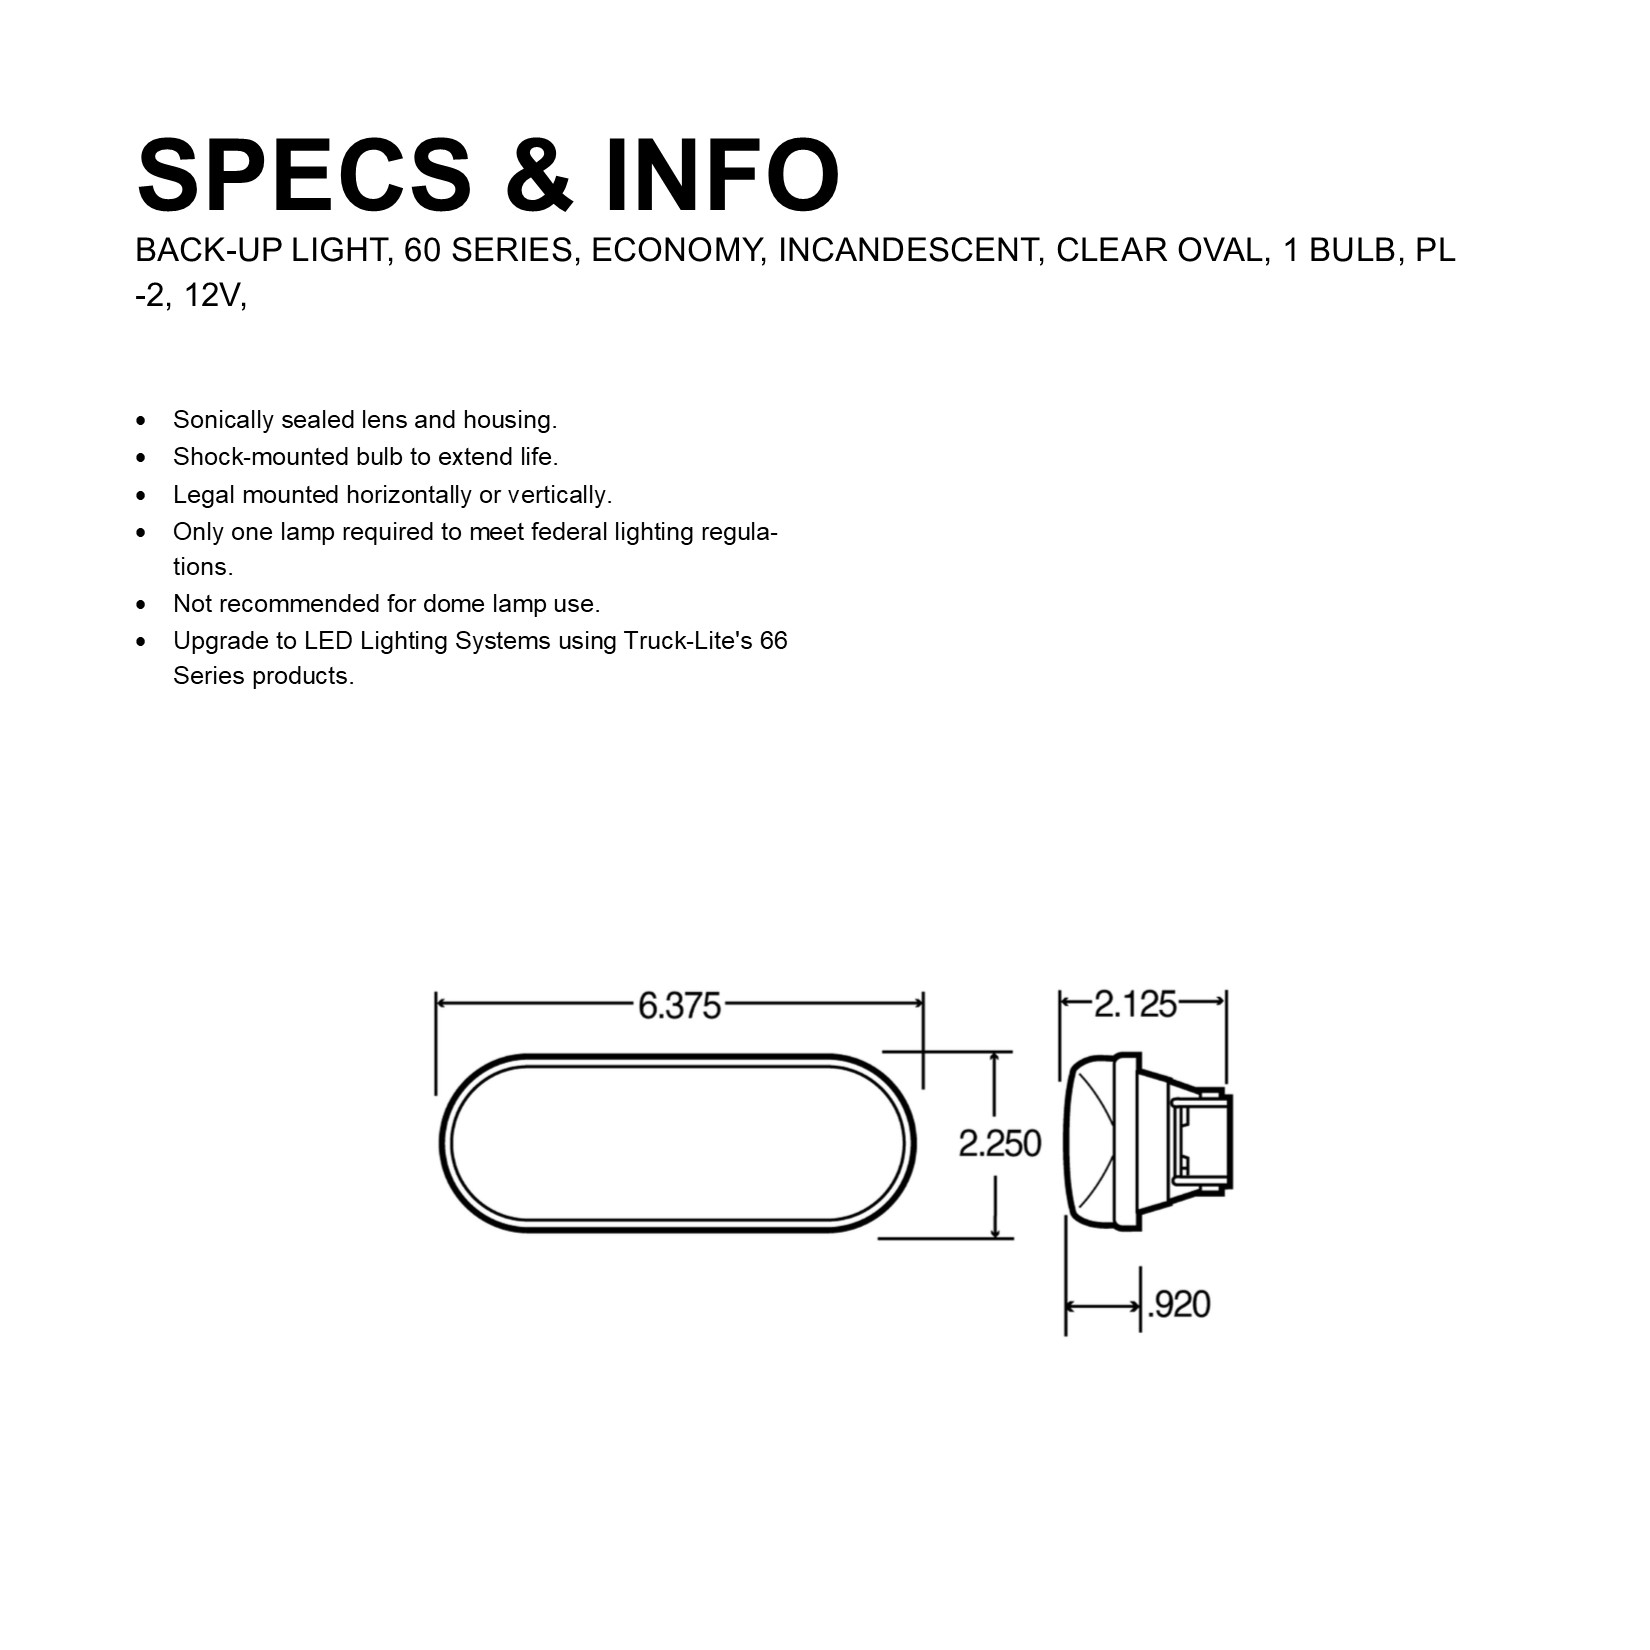 SPECS & INFO
BACK-UP LIGHT, 60 SERIES, ECONOMY, INCANDESCENT, CLEAR OVAL, 1 BULB, PL
-2, 12V,
• Sonically sealed lens and housing.
• Shock-mounted bulb to extend life.
• Legal mounted horizontally or vertically.
• Only one lamp required to meet federal lighting regula-
tions.
• Not recommended for dome lamp use.
• Upgrade to LED Lighting Systems using Truck-Lite's 66
Series products.
6.375
2.125
2.250
.920